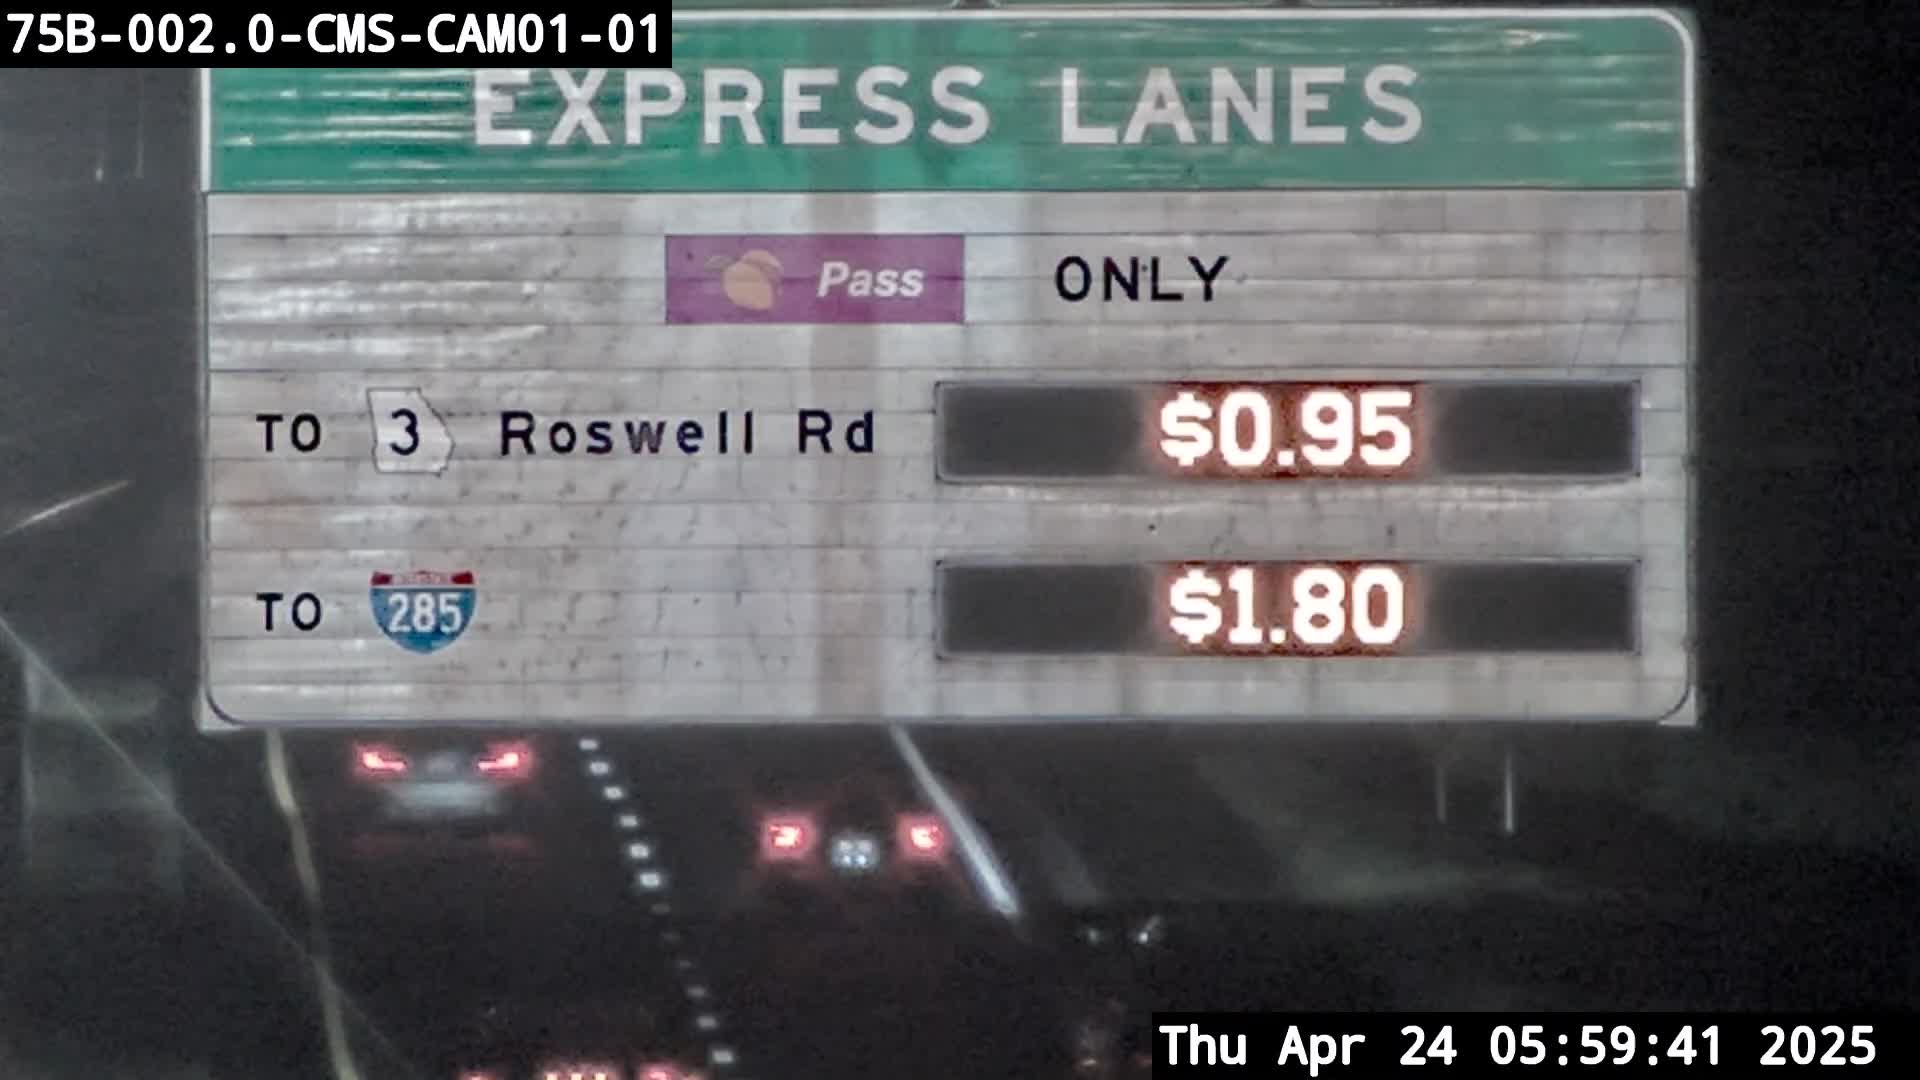 75B-002.0-CMS-CAM01-01
EXPRESS LANES
Pass ONLY
TO 3 Roswell Rd $0.95
TO 285 $1.80
Thu Apr 24 05:59:41 2025